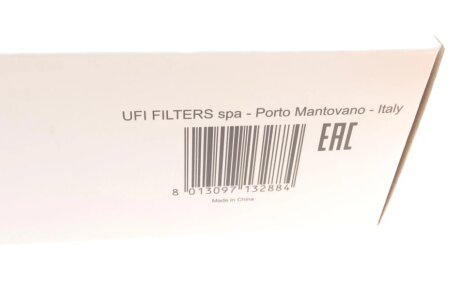 UFI FILTERS spa - Porto Mantovano - Italy
EAC
8 013097 132884
Made in China